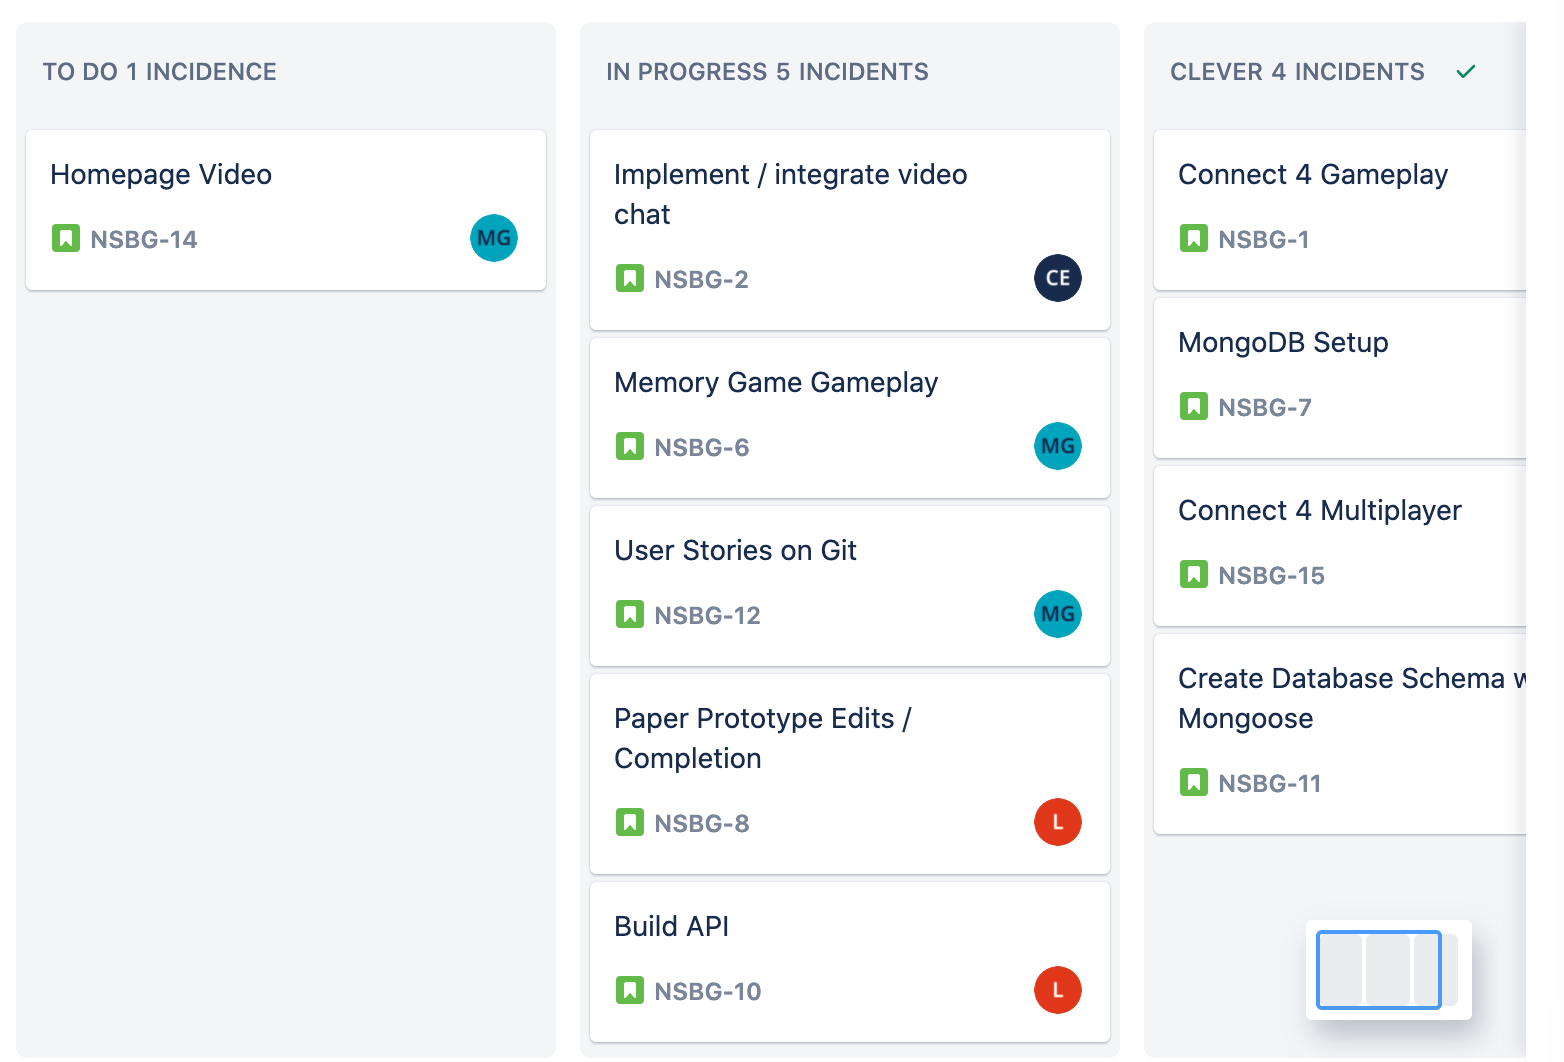 TO DO 1 INCIDENCE
Homepage Video
NSBG-14
MG
IN PROGRESS 5 INCIDENTS
Implement / integrate video
chat
NSBG-2
CE
Memory Game Gameplay
NSBG-6
MG
User Stories on Git
NSBG-12
MG
Paper Prototype Edits /
Completion
NSBG-8
L
Build API
NSBG-10
L
CLEVER 4 INCIDENTS
Connect 4 Gameplay
NSBG-1
MongoDB Setup
NSBG-7
Connect 4 Multiplayer
NSBG-15
Create Database Schema
Mongoose
NSBG-11